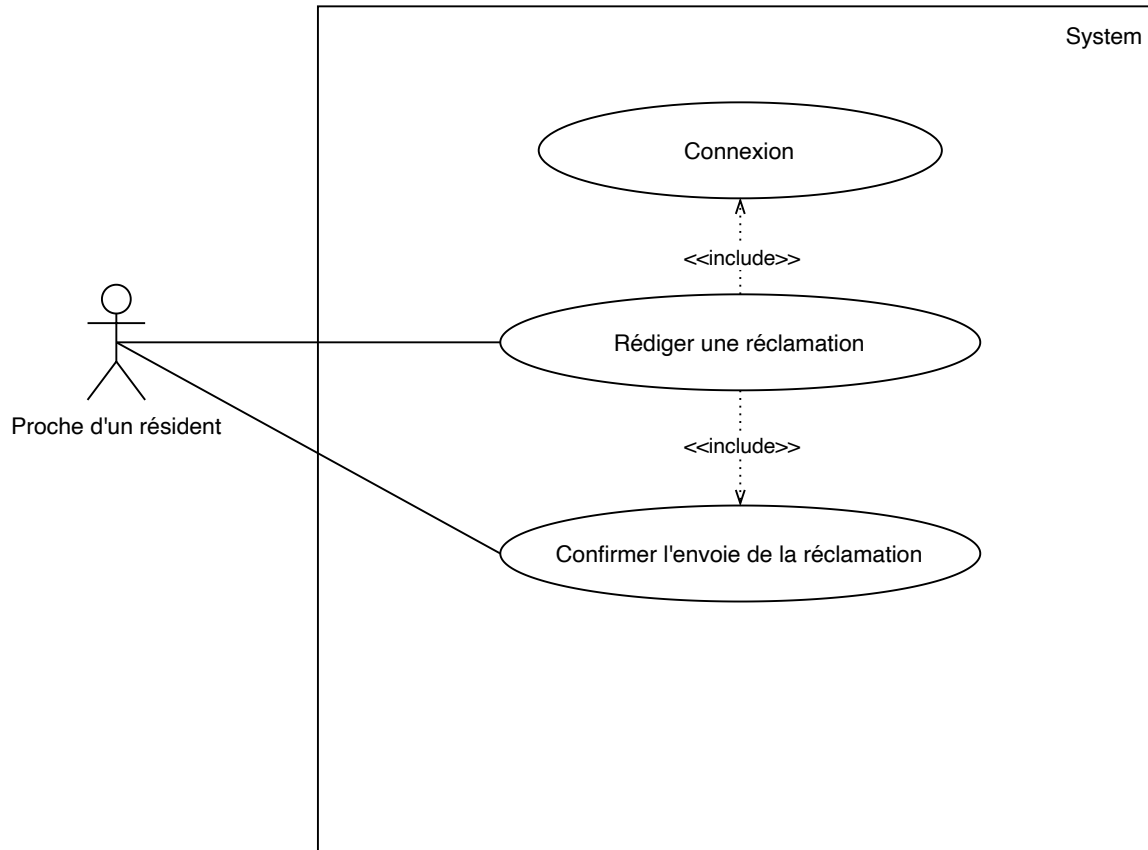 System
Connexion
<<include>>
Rédiger une réclamation
Proche d'un résident
<<include>>
Confirmer l'envoie de la réclamation